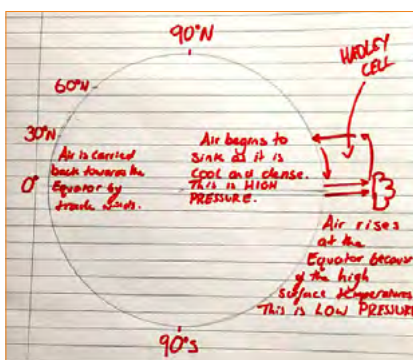 90°N
HADLEY
CELL
60°N
30°N
Air is carried
back towards the
Equator by
trade winds.
Air begins to
sink as it is
cool and dense.
This is HIGH
PRESSURE.
0°
Air rises
at the
Equator because
of the high
surface temperatures
This is LOW PRESSURE
90°S